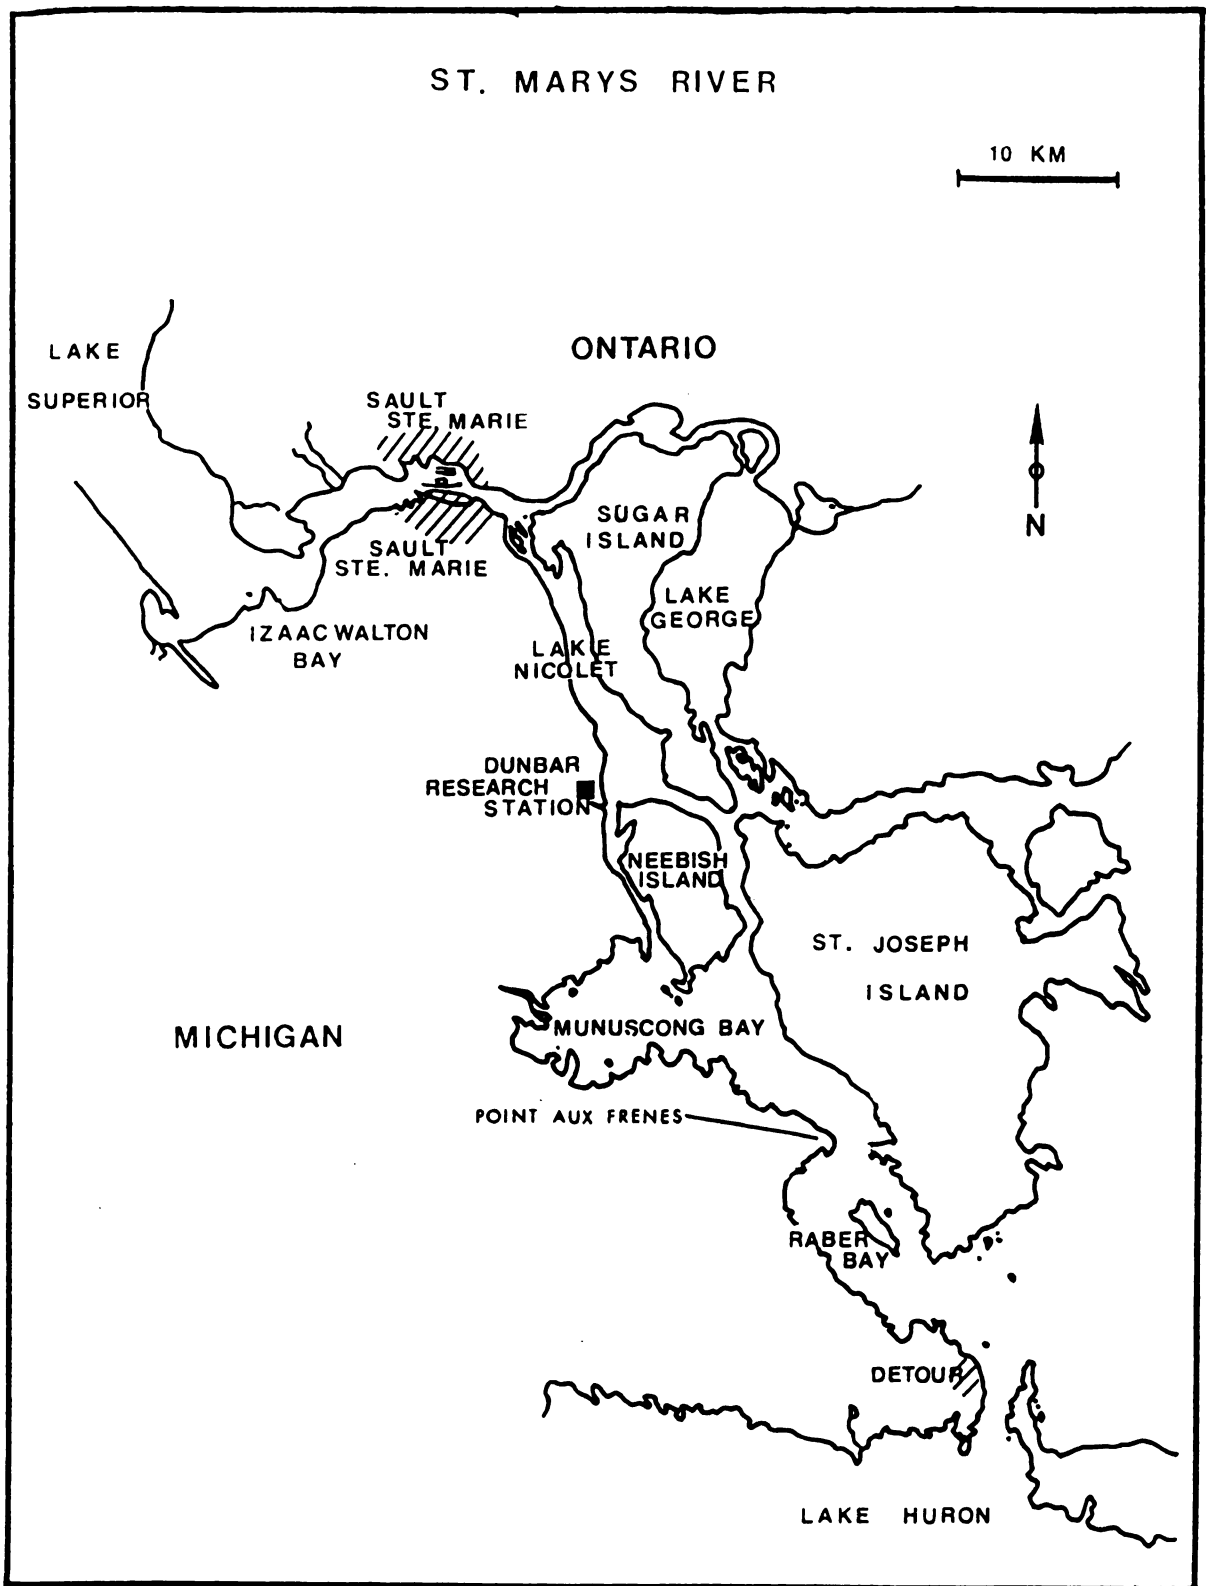 ST. MARYS RIVER
10 KM
LAKE
SUPERIOR
ONTARIO
SAULT
STE. MARIE
N
SUGAR
ISLAND
SAULT
STE. MARIE
LAKE
GEORGE
IZAAC WALTON
BAY
LAKE
NICOLET
DUNBAR
RESEARCH
STATION
NEEBISH
ISLAND
ST. JOSEPH
ISLAND
MICHIGAN
MUNUSCONG BAY
POINT AUX FRENES
RABER
BAY
DETOUR
LAKE HURON